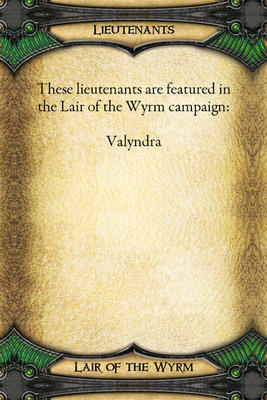 Lieutenants
These lieutenants are featured in
the Lair of the Wyrm campaign:
Valyndra
Lair of the Wyrm